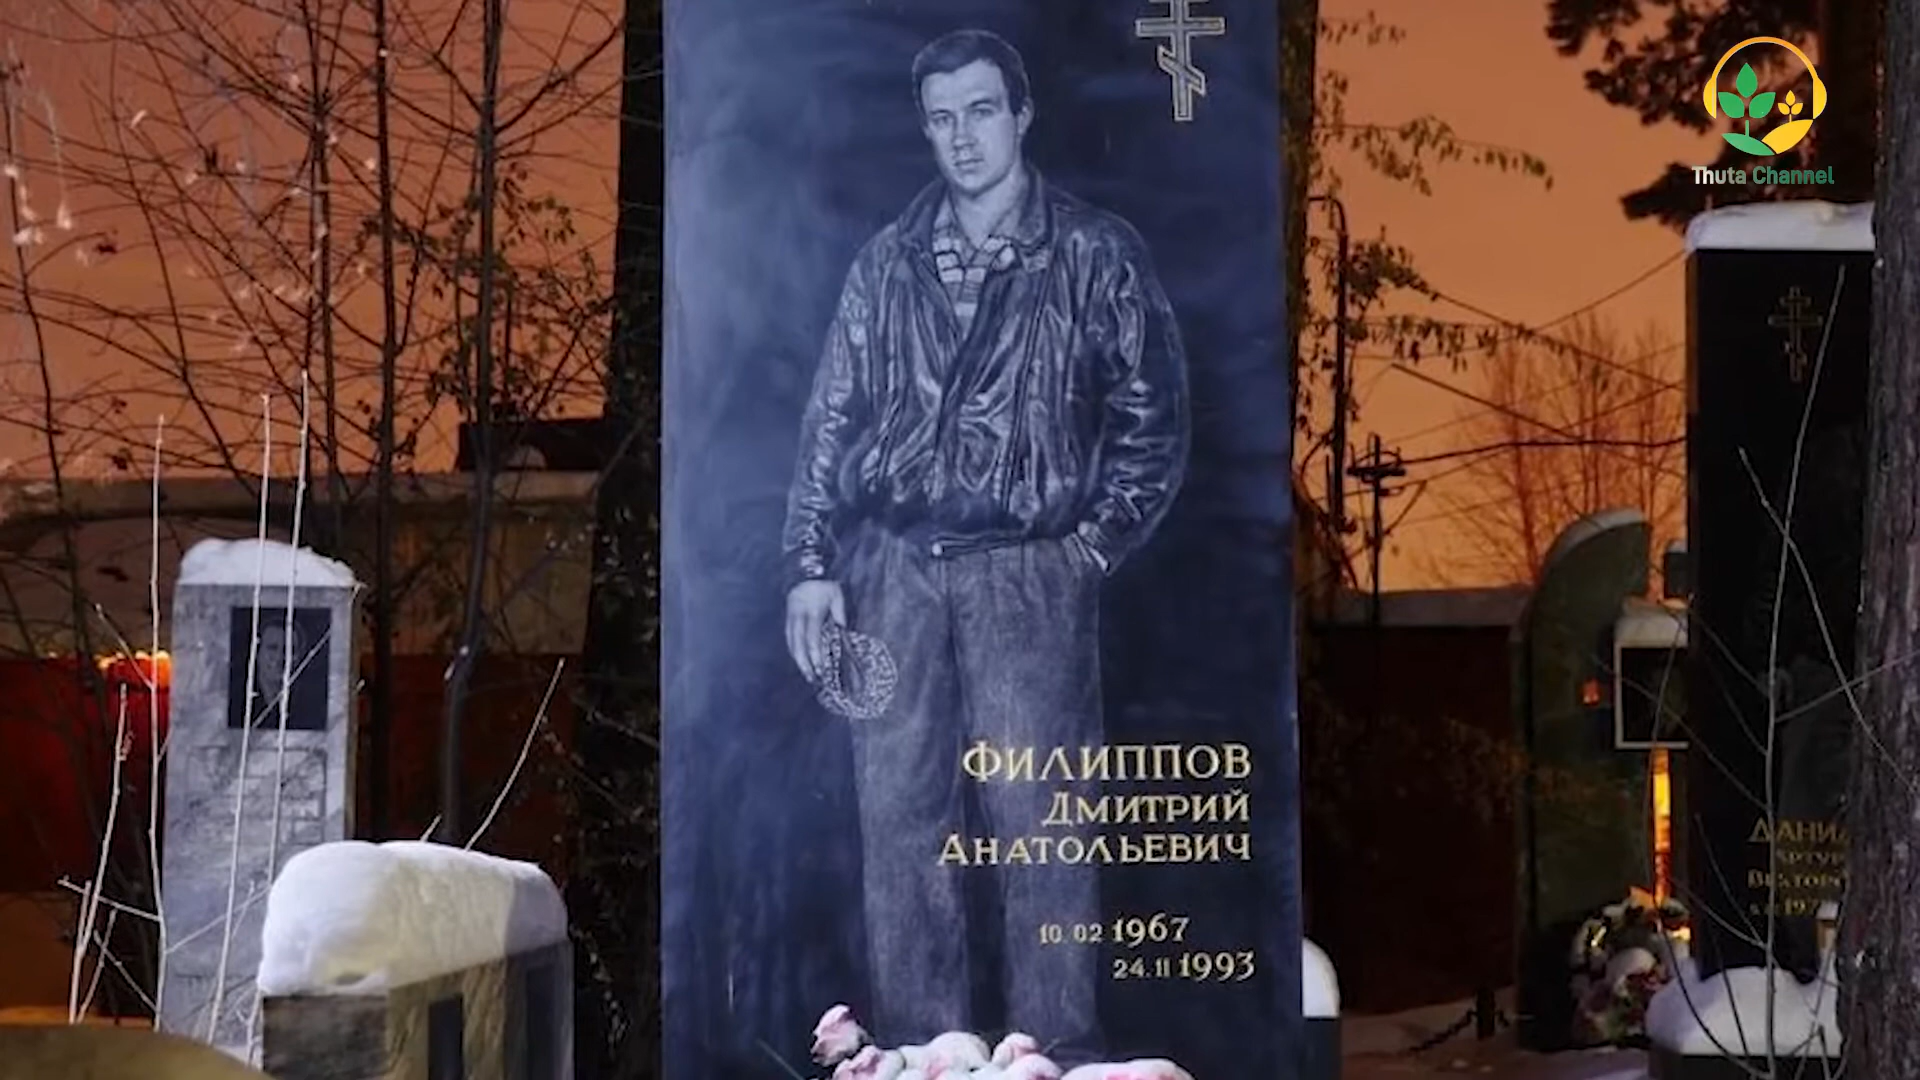 Thuta Channel
ФИЛИППОВ
ДМИТРИЙ
АНАТОЛЬЕВИЧ
10.02 1967
24.11 1993